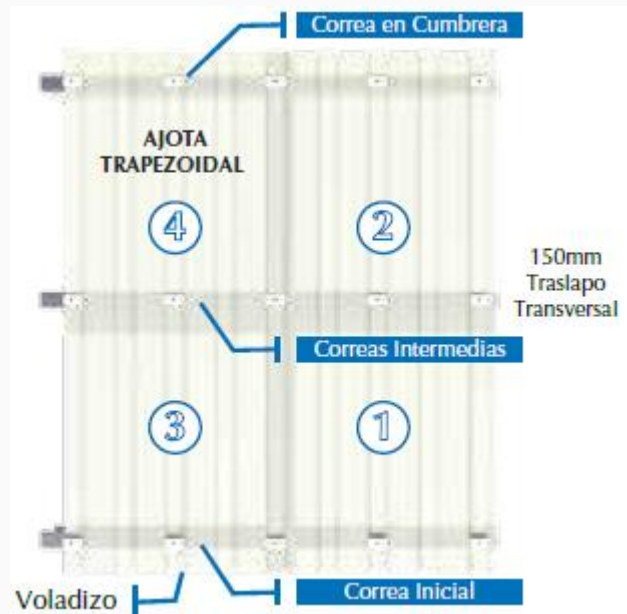 Correa en Cumbrera
AJOTA
TRAPEZOIDAL
4
2
150mm
Traslapo
Transversal
Correas Intermedias
3
1
Correa Inicial
Voladizo